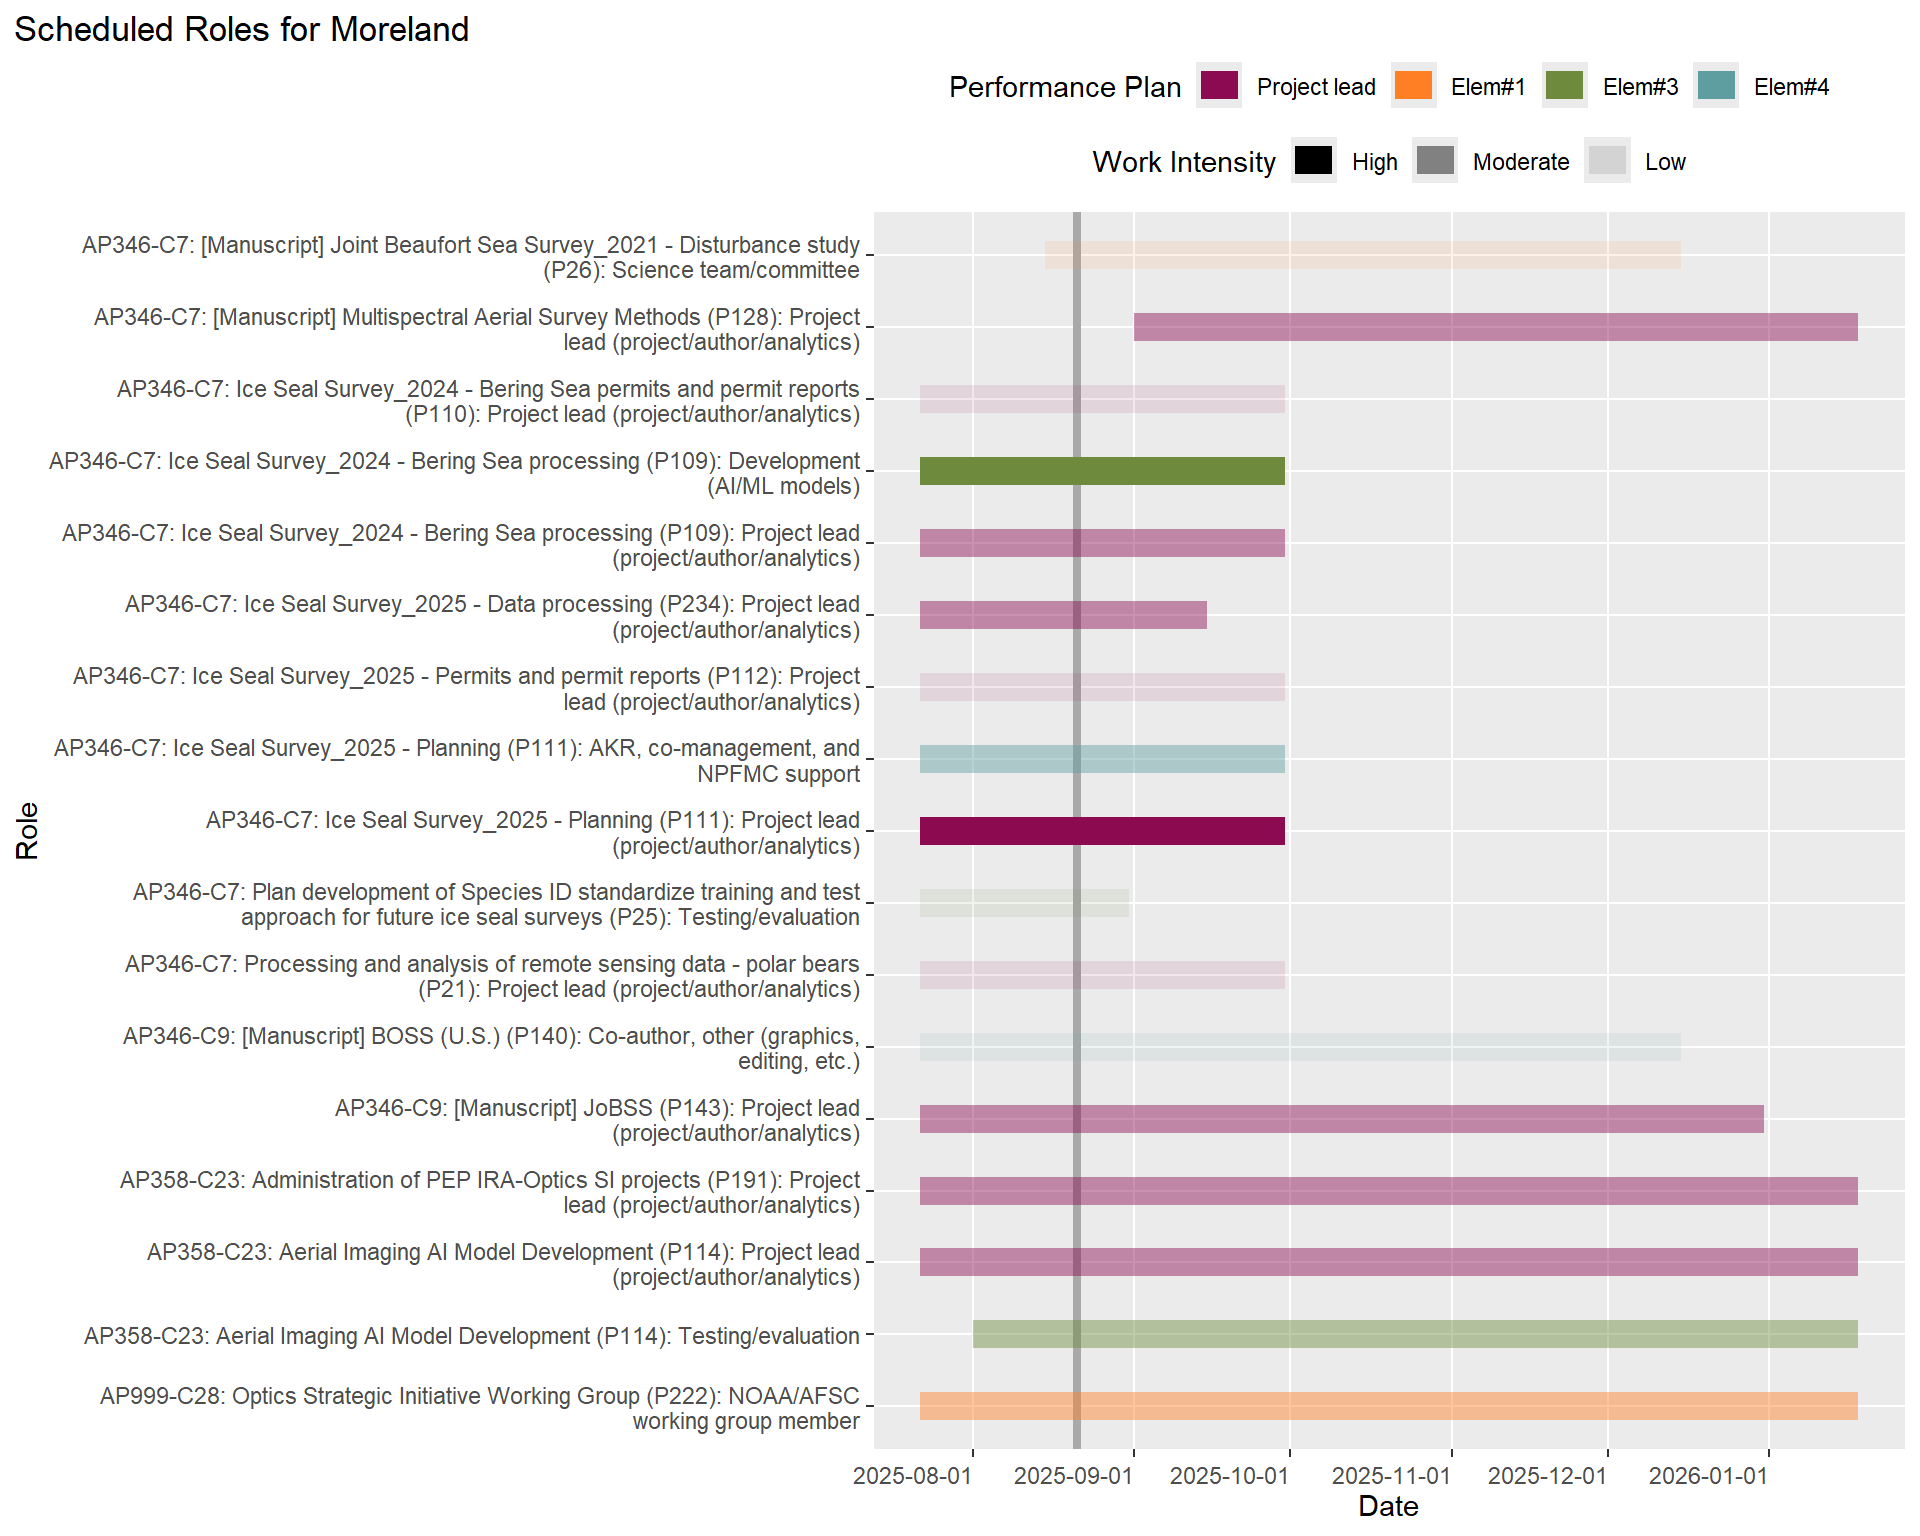 Scheduled Roles for Moreland
Performance Plan Project lead Elem#1 Elem#3 Elem#4
Work Intensity High Moderate Low
AP346-C7: [Manuscript] Joint Beaufort Sea Survey_2021 - Disturbance study
(P26): Science team/committee
AP346-C7: [Manuscript] Multispectral Aerial Survey Methods (P128): Project
lead (project/author/analytics)
AP346-C7: Ice Seal Survey_2024 - Bering Sea permits and permit reports
(P110): Project lead (project/author/analytics)
AP346-C7: Ice Seal Survey_2024 - Bering Sea processing (P109): Development
(AI/ML models)
AP346-C7: Ice Seal Survey_2024 - Bering Sea processing (P109): Project lead
(project/author/analytics)
AP346-C7: Ice Seal Survey_2025 - Data processing (P234): Project lead
(project/author/analytics)
AP346-C7: Ice Seal Survey_2025 - Permits and permit reports (P112): Project
lead (project/author/analytics)
AP346-C7: Ice Seal Survey_2025 - Planning (P111): AKR, co-management, and
NPFMC support
AP346-C7: Ice Seal Survey_2025 - Planning (P111): Project lead
(project/author/analytics)
AP346-C7: Plan development of Species ID standardize training and test
approach for future ice seal surveys (P25): Testing/evaluation
AP346-C7: Processing and analysis of remote sensing data - polar bears
(P21): Project lead (project/author/analytics)
AP346-C9: [Manuscript] BOSS (U.S.) (P140): Co-author, other (graphics,
editing, etc.)
AP346-C9: [Manuscript] JoBSS (P143): Project lead
(project/author/analytics)
AP358-C23: Administration of PEP IRA-Optics SI projects (P191): Project
lead (project/author/analytics)
AP358-C23: Aerial Imaging AI Model Development (P114): Project lead
(project/author/analytics)
AP358-C23: Aerial Imaging AI Model Development (P114): Testing/evaluation
AP999-C28: Optics Strategic Initiative Working Group (P222): NOAA/AFSC
working group member
Role
2025-08-01 2025-09-01 2025-10-01 2025-11-01 2025-12-01 2026-01-01
Date